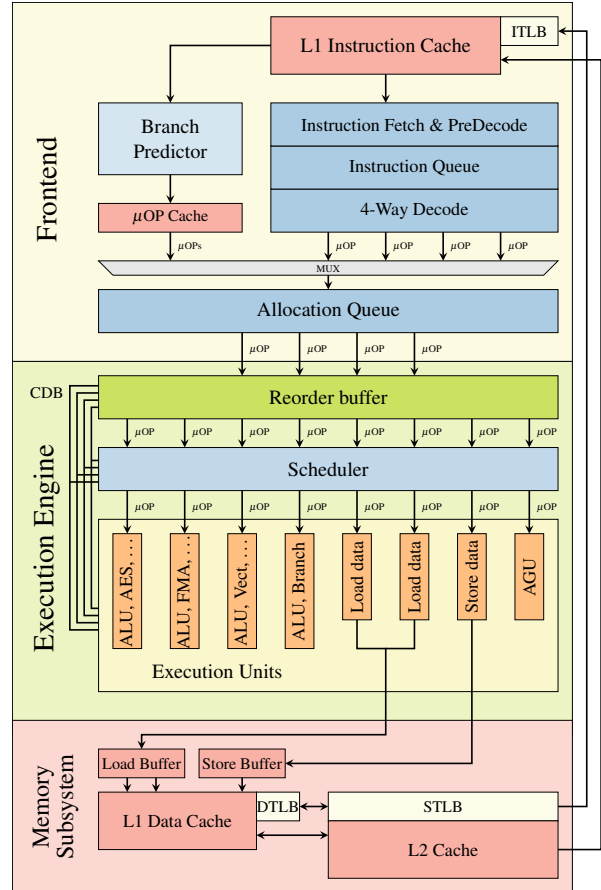 ITLB
L1 Instruction Cache
Branch
Predictor
Instruction Fetch & PreDecode
Instruction Queue
4-Way Decode
μOP Cache
Frontend
μOPs
μOP μOP μOP μOP
MUX
Allocation Queue
μOP μOP μOP μOP
CDB
Reorder buffer
μOP μOP μOP μOP μOP μOP μOP μOP
Scheduler
μOP μOP μOP μOP μOP μOP μOP μOP
Execution Engine
ALU, AES, . . .
ALU, FMA, . . .
ALU, Vect, . . .
ALU, Branch
Load data
Load data
Store data
AGU
Execution Units
Memory
Subsystem
Load Buffer
Store Buffer
L1 Data Cache
DTLB
STLB
L2 Cache